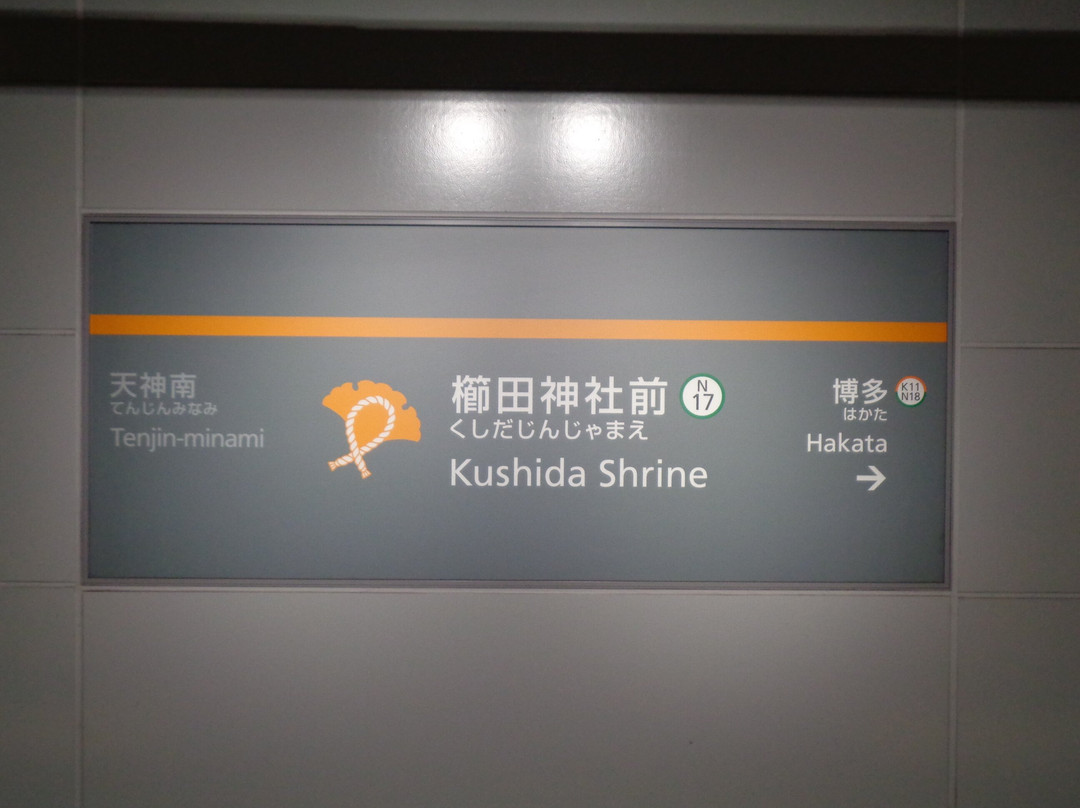 天神南
てんじんみなみ
Tenjin-minami
櫛田神社前
くしだじんじゃまえ
Kushida Shrine
N
17
博多
はかた
Hakata
→
K11
N18